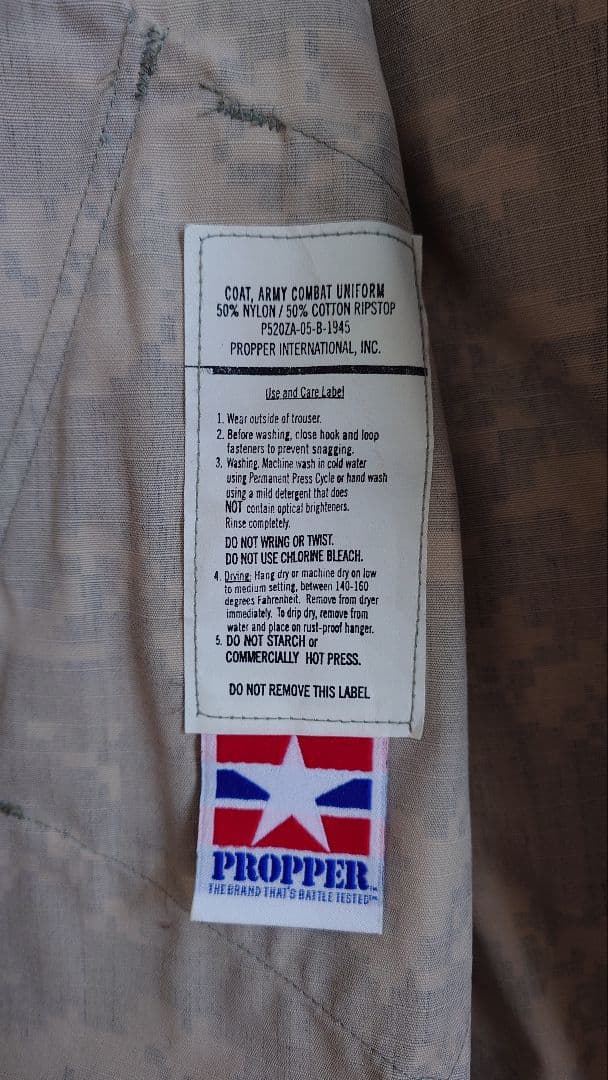 COAT, ARMY COMBAT UNIFORM
50% NYLON / 50% COTTON RIPSTOP
P520ZA-05-B-1945
PROPPER INTERNATIONAL, INC.
Use and Care Label
1. Wear outside of trouser.
2. Before washing, close hook and loop
fasteners to prevent snagging.
3. Washing. Machine wash in cold water
using Permanent Press Cycle or hand wash
using a mild detergent that does
NOT contain optical brighteners.
Rinse completely.
DO NOT WRING OR TWIST.
DO NOT USE CHLORINE BLEACH.
4. Drying: Hang dry or machine dry on low
to medium setting, between 140-160
degrees Fahrenheit. Remove from dryer
immediately. To drip dry, remove from
water and place on rust-proof hanger.
5. DO NOT STARCH or
COMMERCIALLY HOT PRESS.
DO NOT REMOVE THIS LABEL
PROPPER™
THE BRAND THAT'S BATTLE TESTED™